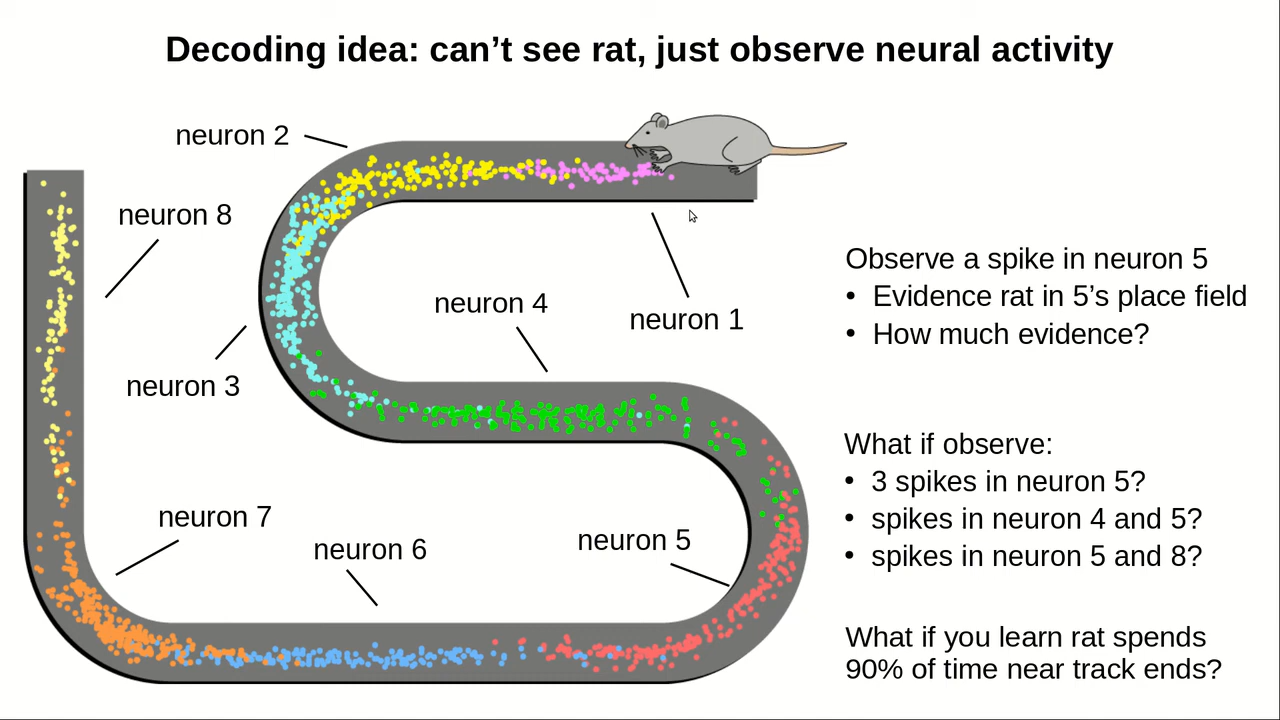 Decoding idea: can’t see rat, just observe neural activity
neuron 2
neuron 8
neuron 4
neuron 1
neuron 3
neuron 7
neuron 6
neuron 5
Observe a spike in neuron 5
• Evidence rat in 5’s place field
• How much evidence?
What if observe:
• 3 spikes in neuron 5?
• spikes in neuron 4 and 5?
• spikes in neuron 5 and 8?
What if you learn rat spends
90% of time near track ends?